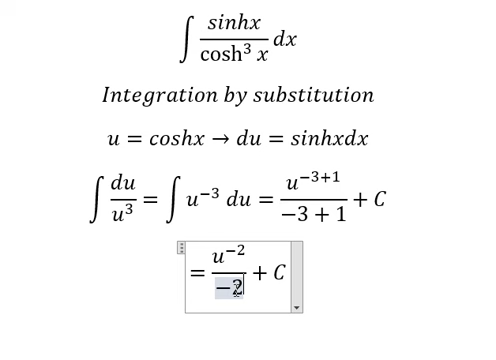 ∫ sinhx / cosh³ x dx
Integration by substitution
u = coshx → du = sinhxdx
∫ du / u³ = ∫ u⁻³ du = u⁻³⁺¹ / −3 + 1 + C
= u⁻² / −2 + C